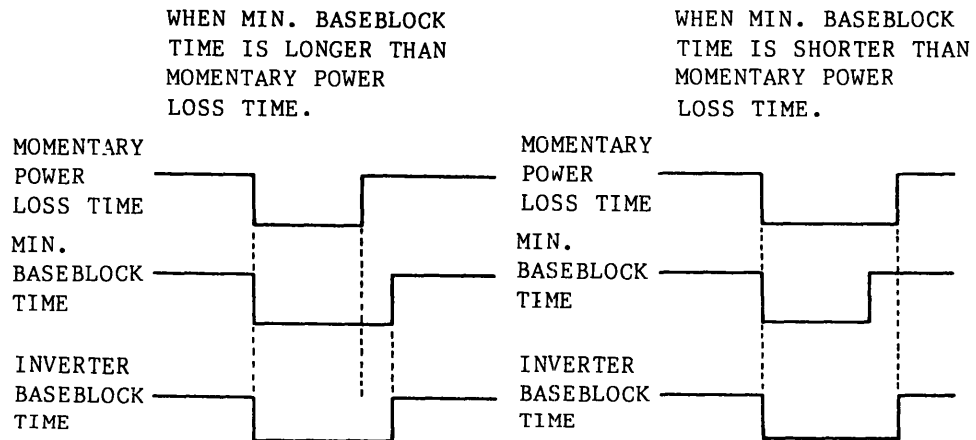 WHEN MIN. BASEBLOCK
TIME IS LONGER THAN
MOMENTARY POWER
LOSS TIME.
WHEN MIN. BASEBLOCK
TIME IS SHORTER THAN
MOMENTARY POWER
LOSS TIME.
MOMENTARY
POWER
LOSS TIME
MIN.
BASEBLOCK
TIME
INVERTER
BASEBLOCK
TIME
MOMENTARY
POWER
LOSS TIME
MIN.
BASEBLOCK
TIME
INVERTER
BASEBLOCK
TIME